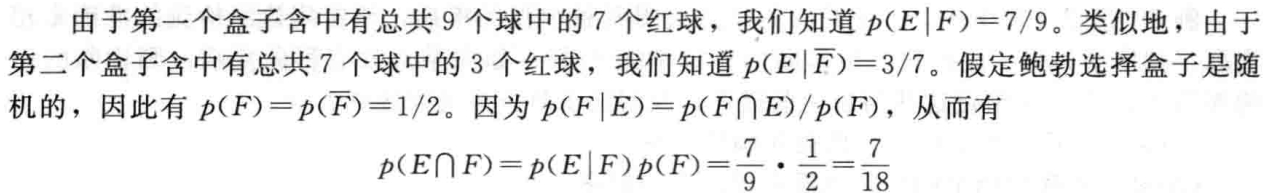 由于第一个盒子含中有总共 9 个球中的 7 个红球，我们知道 p(E|F)=7/9。类似地，由于
第二个盒子含中有总共 7 个球中的 3 个红球，我们知道 p(E|F̅)=3/7。假定鲍勃选择盒子是随
机的，因此有 p(F)=p(F̅)=1/2。因为 p(F|E)=p(F∩E)/p(F)，从而有
p(E∩F)=p(E|F)p(F)=7/9·1/2=7/18